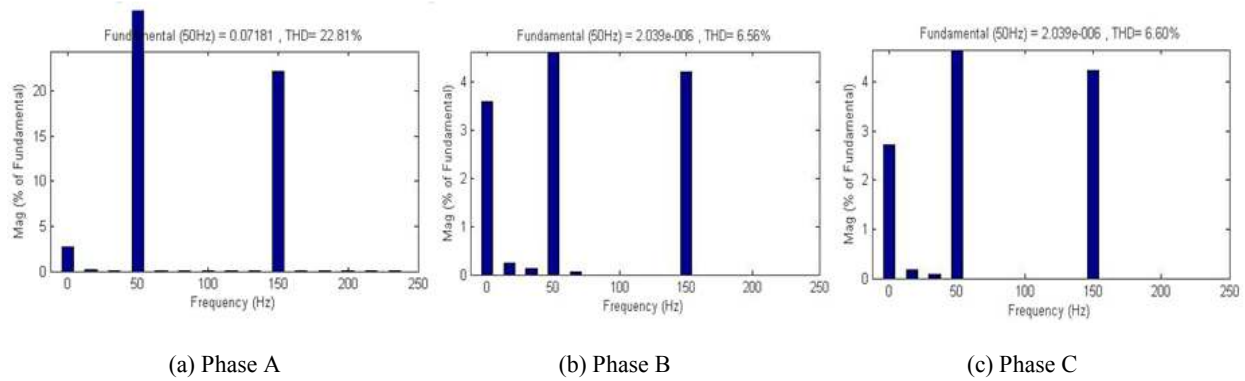 Fundamental (50Hz) = 0.07181 , THD= 22.81%
Mag (% of Fundamental)
20
15
10
5
0
0 50 100 150 200 250
Frequency (Hz)
(a) Phase A
Fundamental (50Hz) = 2.039e-006 , THD= 6.56%
Mag (% of Fundamental)
4
3
2
1
0
0 50 100 150 200 250
Frequency (Hz)
(b) Phase B
Fundamental (50Hz) = 2.039e-006 , THD= 6.60%
Mag (% of Fundamental)
4
3
2
1
0
0 50 100 150 200 250
Frequency (Hz)
(c) Phase C